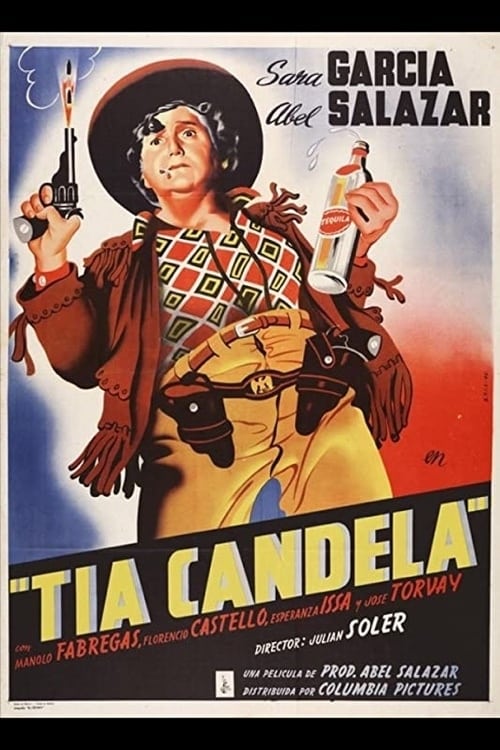 Sara GARCIA
Abel SALAZAR
TEQUILA
en
"TIA CANDELA"
con
MANOLO FABREGAS, FLORENCIO CASTELLO, ESPERANZA ISSA y JOSE TORVAY
DIRECTOR: JULIAN SOLER
UNA PELICULA DE PROD. ABEL SALAZAR
DISTRIBUIDA POR COLUMBIA PICTURES